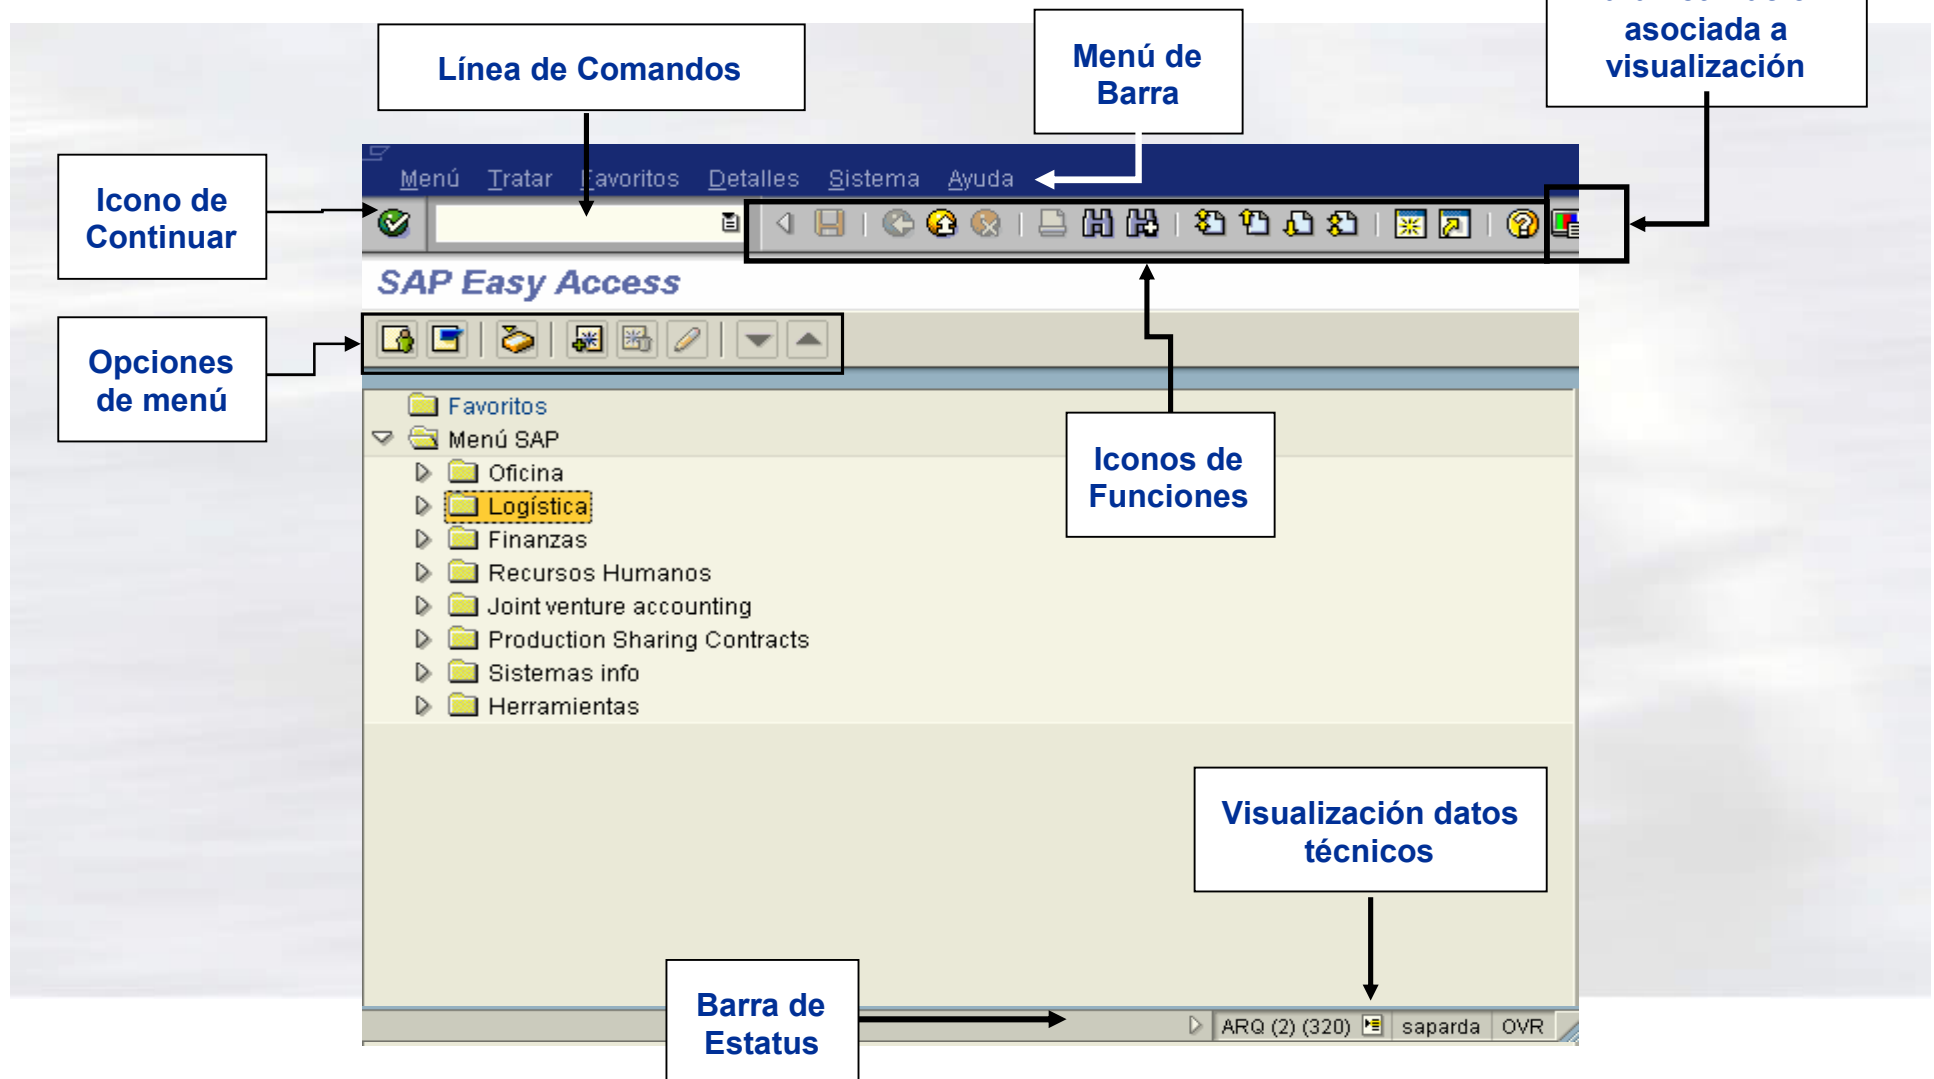 asociada a
visualización
Línea de Comandos
Menú de
Barra
Icono de
Continuar
Menú Tratar Favoritos Detalles Sistema Ayuda
SAP Easy Access
Opciones
de menú
Favoritos
Menú SAP
Oficina
Logística
Finanzas
Recursos Humanos
Joint venture accounting
Production Sharing Contracts
Sistemas info
Herramientas
Iconos de
Funciones
Visualización datos
técnicos
Barra de
Estatus
ARQ (2) (320) saparda OVR